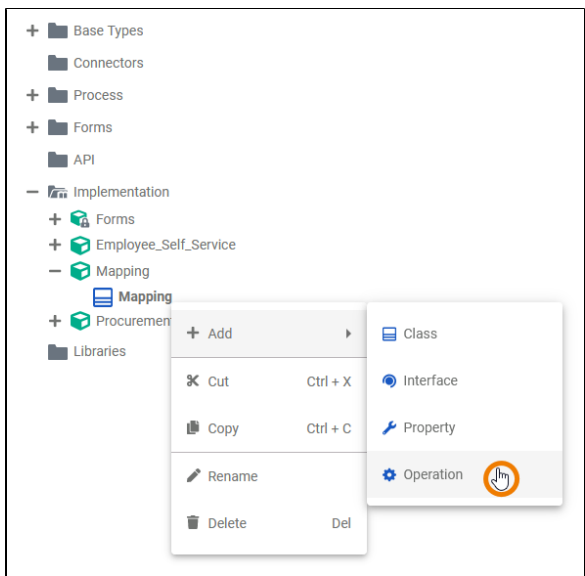 Base Types
Connectors
Process
Forms
API
Implementation
Forms
Employee_Self_Service
Mapping
Mapping
Procuremen
Libraries
Add
Cut Ctrl + X
Copy Ctrl + C
Rename
Delete Del
Class
Interface
Property
Operation